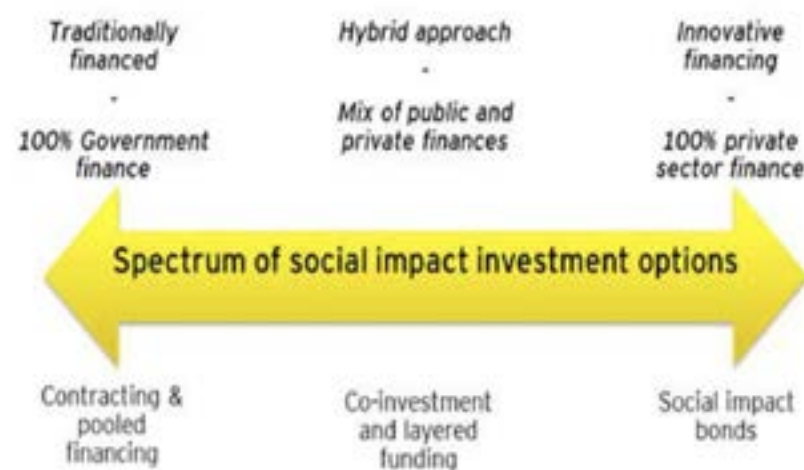 Traditionally
financed
-
100% Government
finance
Hybrid approach
-
Mix of public and
private finances
Innovative
financing
-
100% private
sector finance
Spectrum of social impact investment options
Contracting &
pooled
financing
Co-investment
and layered
funding
Social impact
bonds